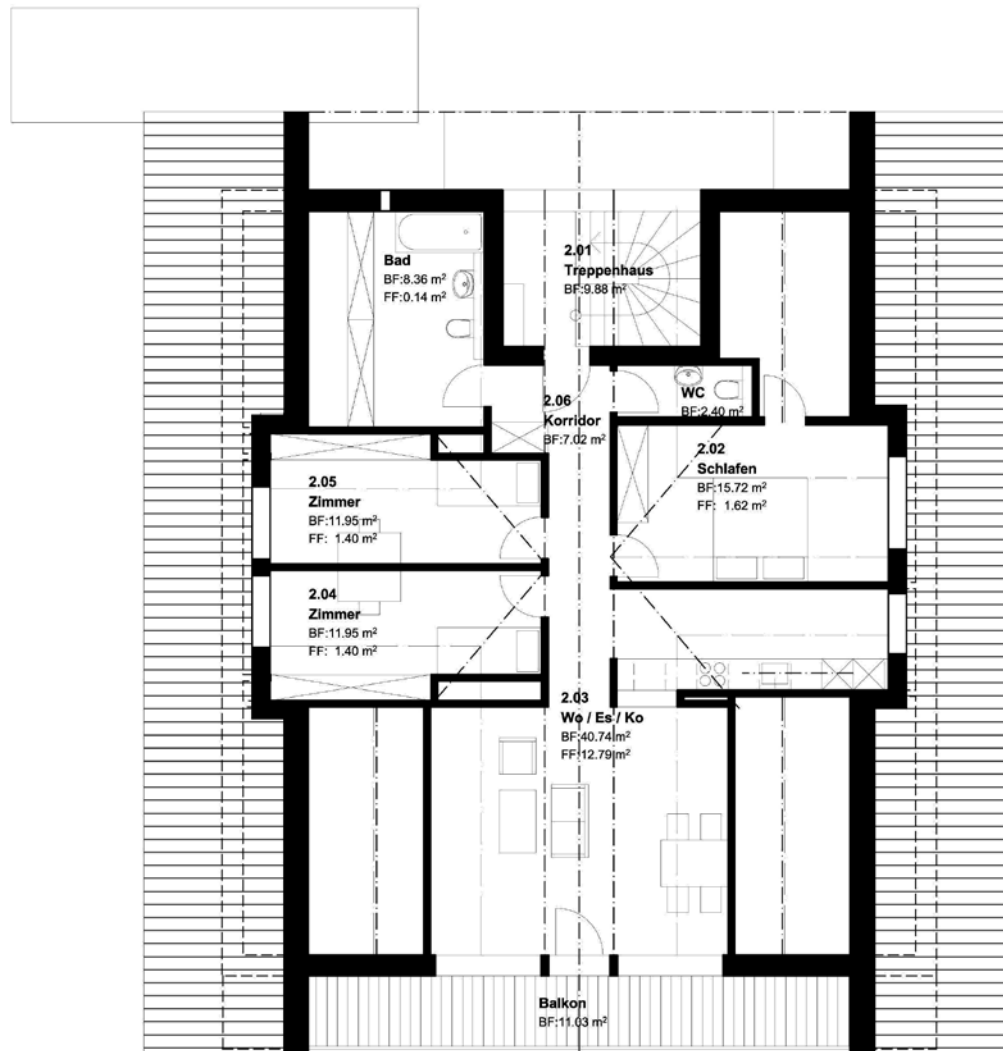 2.01
Treppenhaus
BF:9.88 m²
Bad
BF:8.36 m²
FF:0.14 m²
WC
BF:2.40 m²
2.06
Korridor
BF:7.02 m²
2.02
Schlafen
BF:15.72 m²
FF: 1.62 m²
2.05
Zimmer
BF:11.95 m²
FF: 1.40 m²
2.04
Zimmer
BF:11.95 m²
FF: 1.40 m²
2.03
Wo / Es / Ko
BF:40.74 m²
FF:12.79 m²
Balkon
BF:11.03 m²